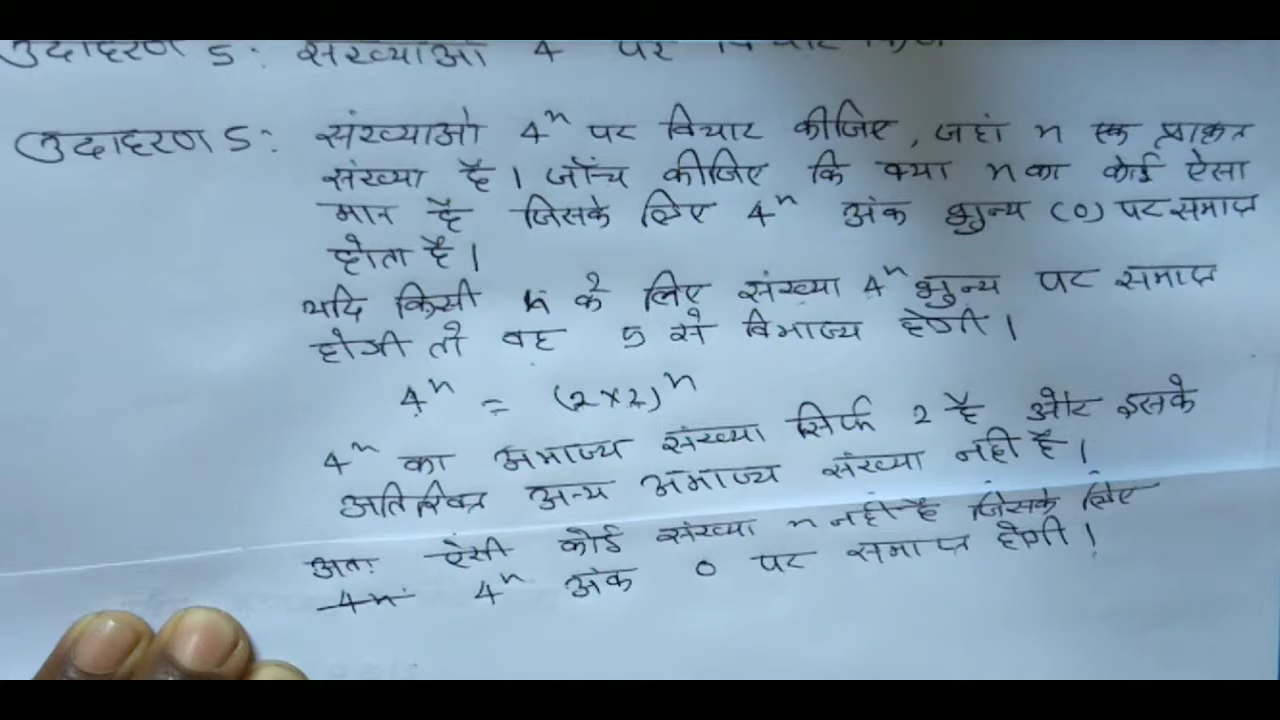 उदाहरण 5: संख्याओं 4 पर विचार
उदाहरण 5: संख्याओं 4ⁿ पर विचार कीजिए, जहां n एक प्राकृत
संख्या है। जाँच कीजिए कि क्या n का कोई ऐसा
मान है जिसके लिए 4ⁿ अंक शुन्य (0) पर समाप्त
होता है।
यदि किसी n के लिए संख्या 4ⁿ शुन्य पर समाप्त
होगी तो वह 5 से विभाज्य होगी।
4ⁿ = (2×2)ⁿ
4ⁿ का अभाज्य संख्या सिर्फ 2 है और इसके
अतिरिक्त अन्य अभाज्य संख्या नही है।
अतः ऐसी कोई संख्या n नहीं है जिसके लिए
4ⁿ अंक 0 पर समाप्त होगी।